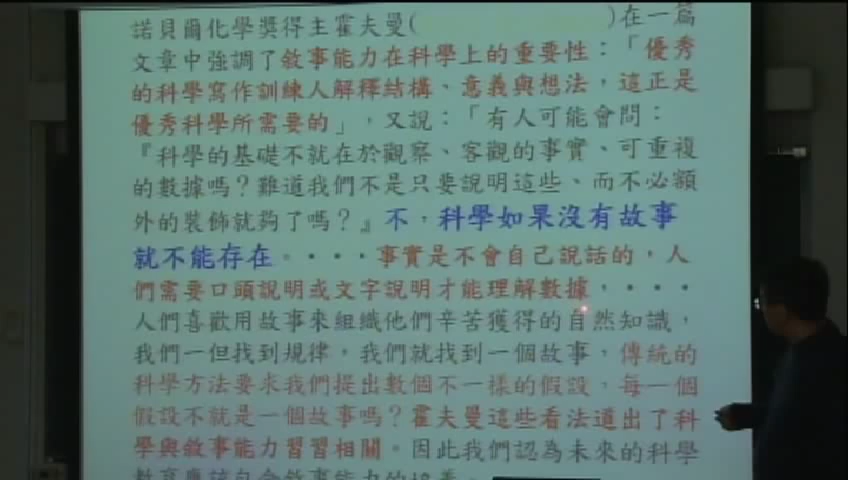 諾貝爾化學獎得主霍夫曼(　　　　　　　)在一篇
文章中強調了敘事能力在科學上的重要性：「優秀
的科學寫作訓練人解釋結構、意義與想法，這正是
優秀科學所需要的」，又說：「有人可能會問：
『科學的基礎不就在於觀察、客觀的事實、可重複
的數據嗎？難道我們不是只要說明這些、而不必額
外的裝飾就夠了嗎？』不，科學如果沒有故事
就不能存在。‧‧‧‧事實是不會自己說話的，人
們需要口頭說明或文字說明才能理解數據，‧‧‧‧
人們喜歡用故事來組織他們辛苦獲得的自然知識，
我們一但找到規律，我們就找到一個故事，傳統的
科學方法要求我們提出數個不一樣的假設，每一個
假設不就是一個故事嗎？霍夫曼這些看法道出了科
學與敘事能力習習相關。因此我們認為未來的科學
教育應該包含敘事能力的培養。